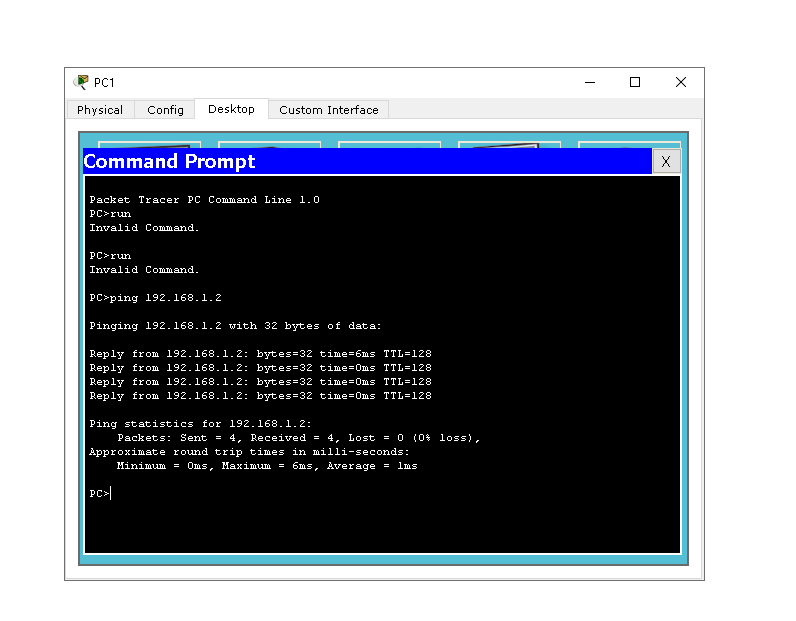 PC1
Physical Config Desktop Custom Interface
Command Prompt X
Packet Tracer PC Command Line 1.0
PC>run
Invalid Command.
PC>run
Invalid Command.
PC>ping 192.168.1.2
Pinging 192.168.1.2 with 32 bytes of data:
Reply from 192.168.1.2: bytes=32 time=6ms TTL=128
Reply from 192.168.1.2: bytes=32 time=0ms TTL=128
Reply from 192.168.1.2: bytes=32 time=0ms TTL=128
Reply from 192.168.1.2: bytes=32 time=0ms TTL=128
Ping statistics for 192.168.1.2:
    Packets: Sent = 4, Received = 4, Lost = 0 (0% loss),
Approximate round trip times in milli-seconds:
    Minimum = 0ms, Maximum = 6ms, Average = 1ms
PC>